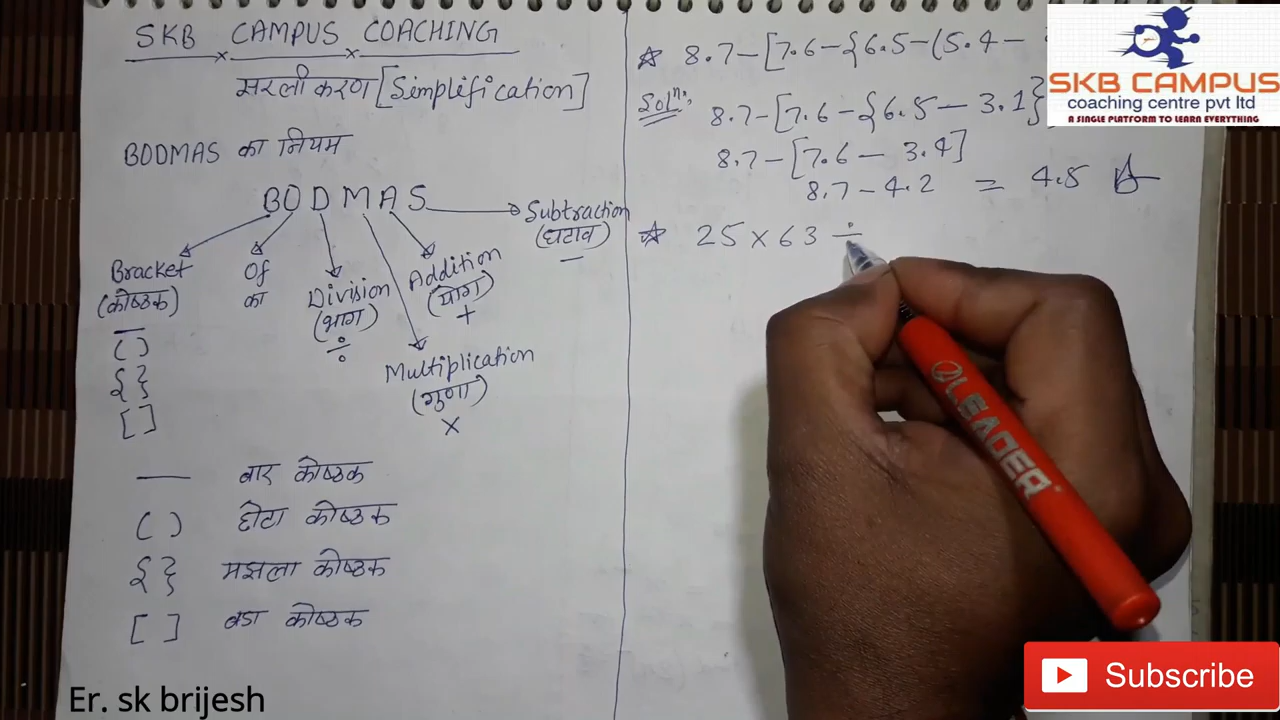 SKB CAMPUS COACHING
सरलीकरण [Simplification]
BODMAS का नियम
BODMAS
Subtraction
(घटाव)
—
Bracket
(कोष्ठक)
—
( )
{ }
[ ]
Of
का
Division
(भाग)
÷
Addition
(योग)
+
Multiplication
(गुणा)
×
— बार कोष्ठक
( ) छोटा कोष्ठक
{ } मझला कोष्ठक
[ ] बडा कोष्ठक
Er. sk brijesh
8.7-[7.6-{6.5-(5.4-
Solⁿ. 8.7-[7.6-{6.5-3.1}
8.7-[7.6-3.4]
8.7-4.2 = 4.5
25×63÷
QLEADER
SKB CAMPUS
coaching centre pvt ltd
A SINGLE PLATFORM TO LEARN EVERYTHING
Subscribe